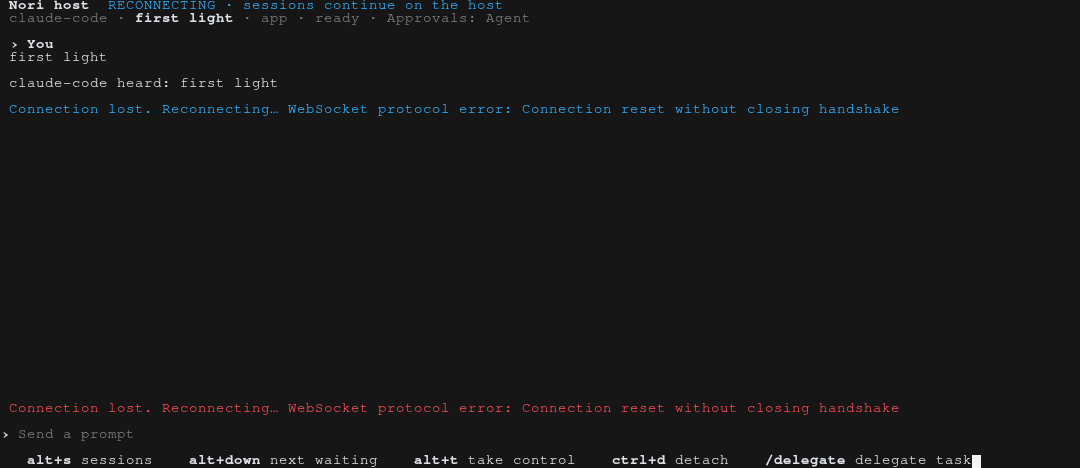 Nori host  RECONNECTING · sessions continue on the host
claude-code · first light · app · ready · Approvals: Agent
› You
first light
claude-code heard: first light
Connection lost. Reconnecting… WebSocket protocol error: Connection reset without closing handshake
Connection lost. Reconnecting… WebSocket protocol error: Connection reset without closing handshake
› Send a prompt
alt+s sessions    alt+down next waiting    alt+t take control    ctrl+d detach    /delegate delegate task